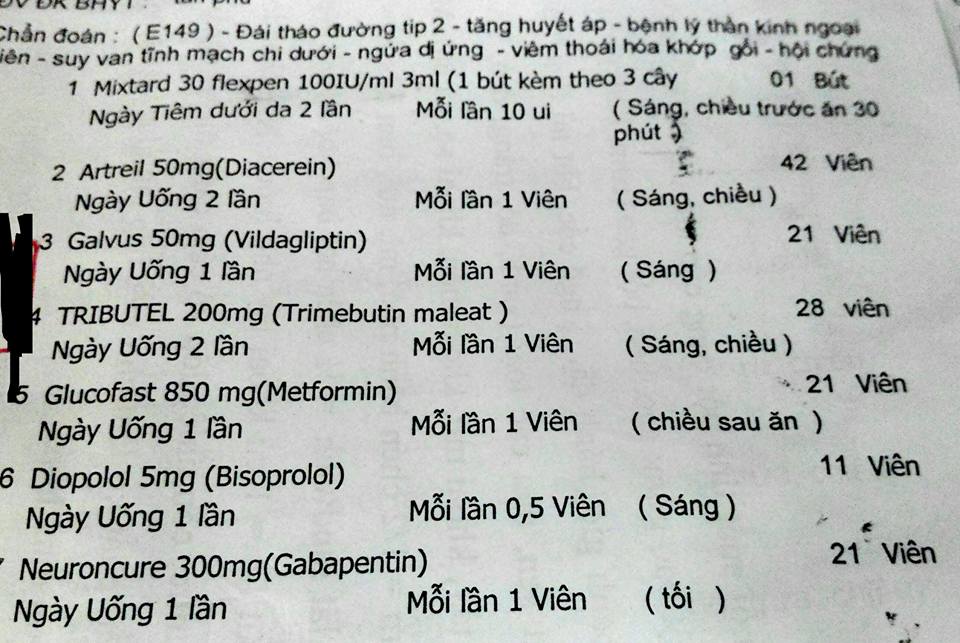 ĐV ĐK BHYT : tân phú
Chẩn đoán : ( E149 ) - Đái tháo đường tip 2 - tăng huyết áp - bệnh lý thần kinh ngoại
iên - suy van tĩnh mạch chi dưới - ngứa dị ứng - viêm thoái hóa khớp gối - hội chứng
1 Mixtard 30 flexpen 100IU/ml 3ml (1 bút kèm theo 3 cây 01 Bút
Ngày Tiêm dưới da 2 lần Mỗi lần 10 ui ( Sáng, chiều trước ăn 30
phút )
2 Artreil 50mg(Diacerein) 42 Viên
Ngày Uống 2 lần Mỗi lần 1 Viên ( Sáng, chiều )
3 Galvus 50mg (Vildagliptin) 21 Viên
Ngày Uống 1 lần Mỗi lần 1 Viên ( Sáng )
4 TRIBUTEL 200mg (Trimebutin maleat ) 28 viên
Ngày Uống 2 lần Mỗi lần 1 Viên ( Sáng, chiều )
5 Glucofast 850 mg(Metformin) 21 Viên
Ngày Uống 1 lần Mỗi lần 1 Viên ( chiều sau ăn )
6 Diopolol 5mg (Bisoprolol) 11 Viên
Ngày Uống 1 lần Mỗi lần 0,5 Viên ( Sáng )
Neuroncure 300mg(Gabapentin) 21 Viên
Ngày Uống 1 lần Mỗi lần 1 Viên ( tối )